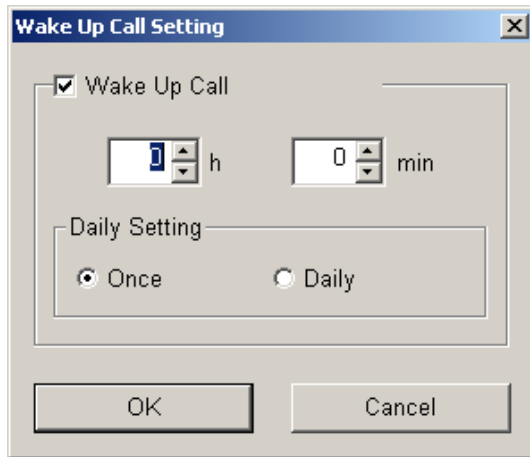 Wake Up Call Setting
Wake Up Call
0 h 0 min
Daily Setting
Once Daily
OK Cancel